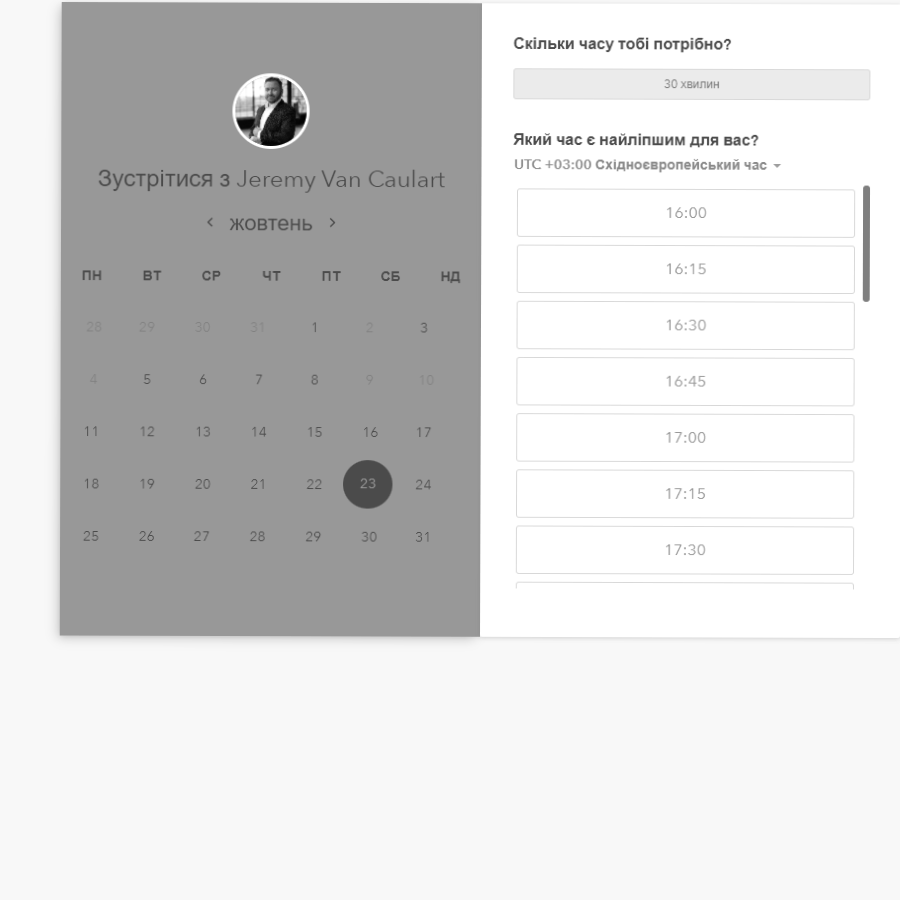 Зустрітися з Jeremy Van Caulart
жовтень
ПН ВТ СР ЧТ ПТ СБ НД
28 29 30 31 1 2 3
4 5 6 7 8 9 10
11 12 13 14 15 16 17
18 19 20 21 22 23 24
25 26 27 28 29 30 31
Скільки часу тобі потрібно?
30 хвилин
Який час є найліпшим для вас?
UTC +03:00 Східноєвропейський час
16:00
16:15
16:30
16:45
17:00
17:15
17:30